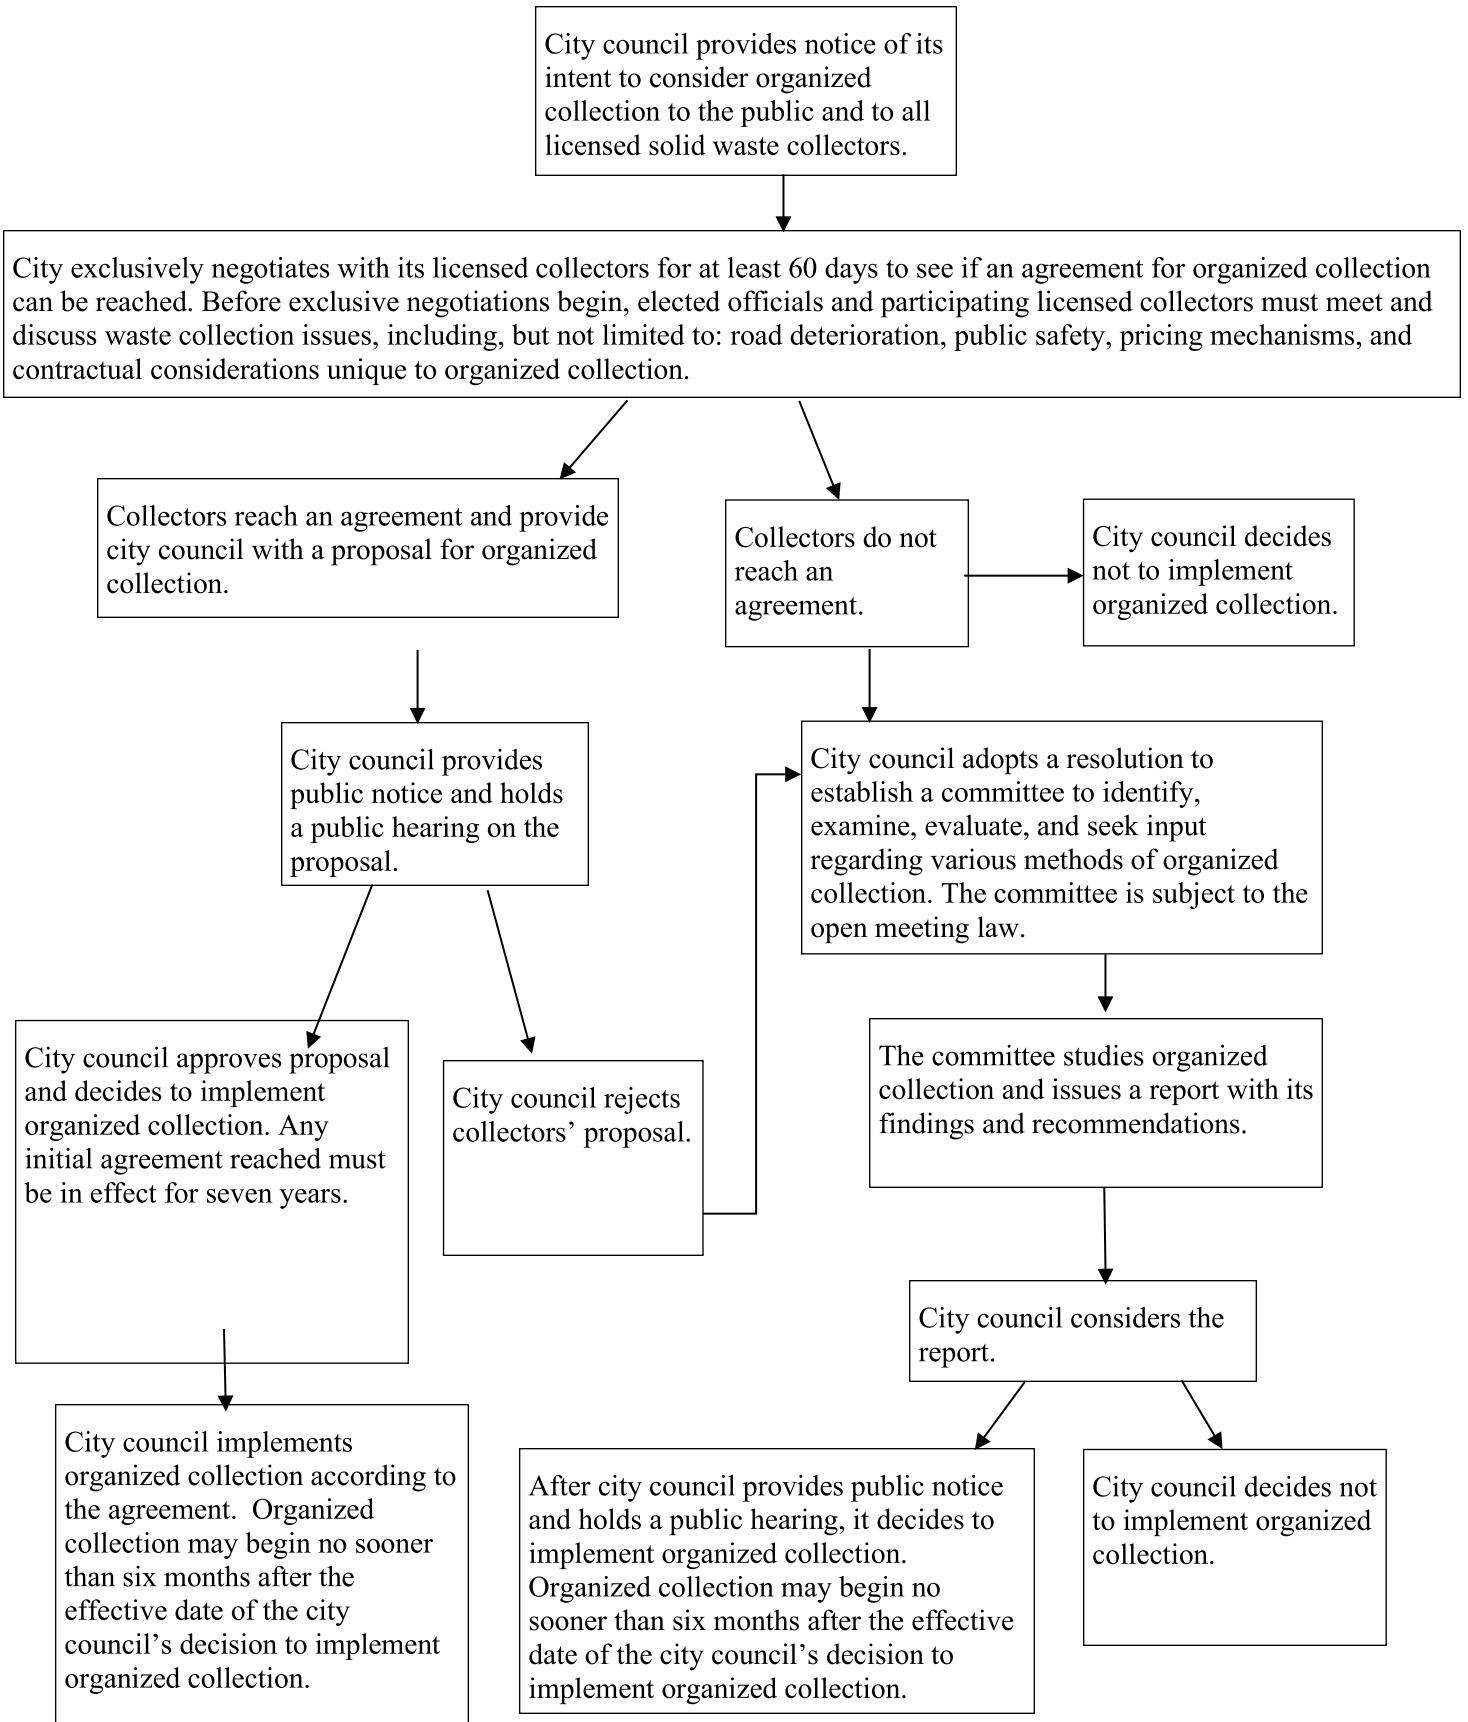 City council provides notice of its
intent to consider organized
collection to the public and to all
licensed solid waste collectors.
City exclusively negotiates with its licensed collectors for at least 60 days to see if an agreement for organized collection
can be reached. Before exclusive negotiations begin, elected officials and participating licensed collectors must meet and
discuss waste collection issues, including, but not limited to: road deterioration, public safety, pricing mechanisms, and
contractual considerations unique to organized collection.
Collectors reach an agreement and provide
city council with a proposal for organized
collection.
Collectors do not
reach an
agreement.
City council decides
not to implement
organized collection.
City council provides
public notice and holds
a public hearing on the
proposal.
City council adopts a resolution to
establish a committee to identify,
examine, evaluate, and seek input
regarding various methods of organized
collection. The committee is subject to the
open meeting law.
City council approves proposal
and decides to implement
organized collection. Any
initial agreement reached must
be in effect for seven years.
City council rejects
collectors’ proposal.
The committee studies organized
collection and issues a report with its
findings and recommendations.
City council considers the
report.
City council implements
organized collection according to
the agreement.  Organized
collection may begin no sooner
than six months after the
effective date of the city
council’s decision to implement
organized collection.
After city council provides public notice
and holds a public hearing, it decides to
implement organized collection.
Organized collection may begin no
sooner than six months after the effective
date of the city council’s decision to
implement organized collection.
City council decides not
to implement organized
collection.